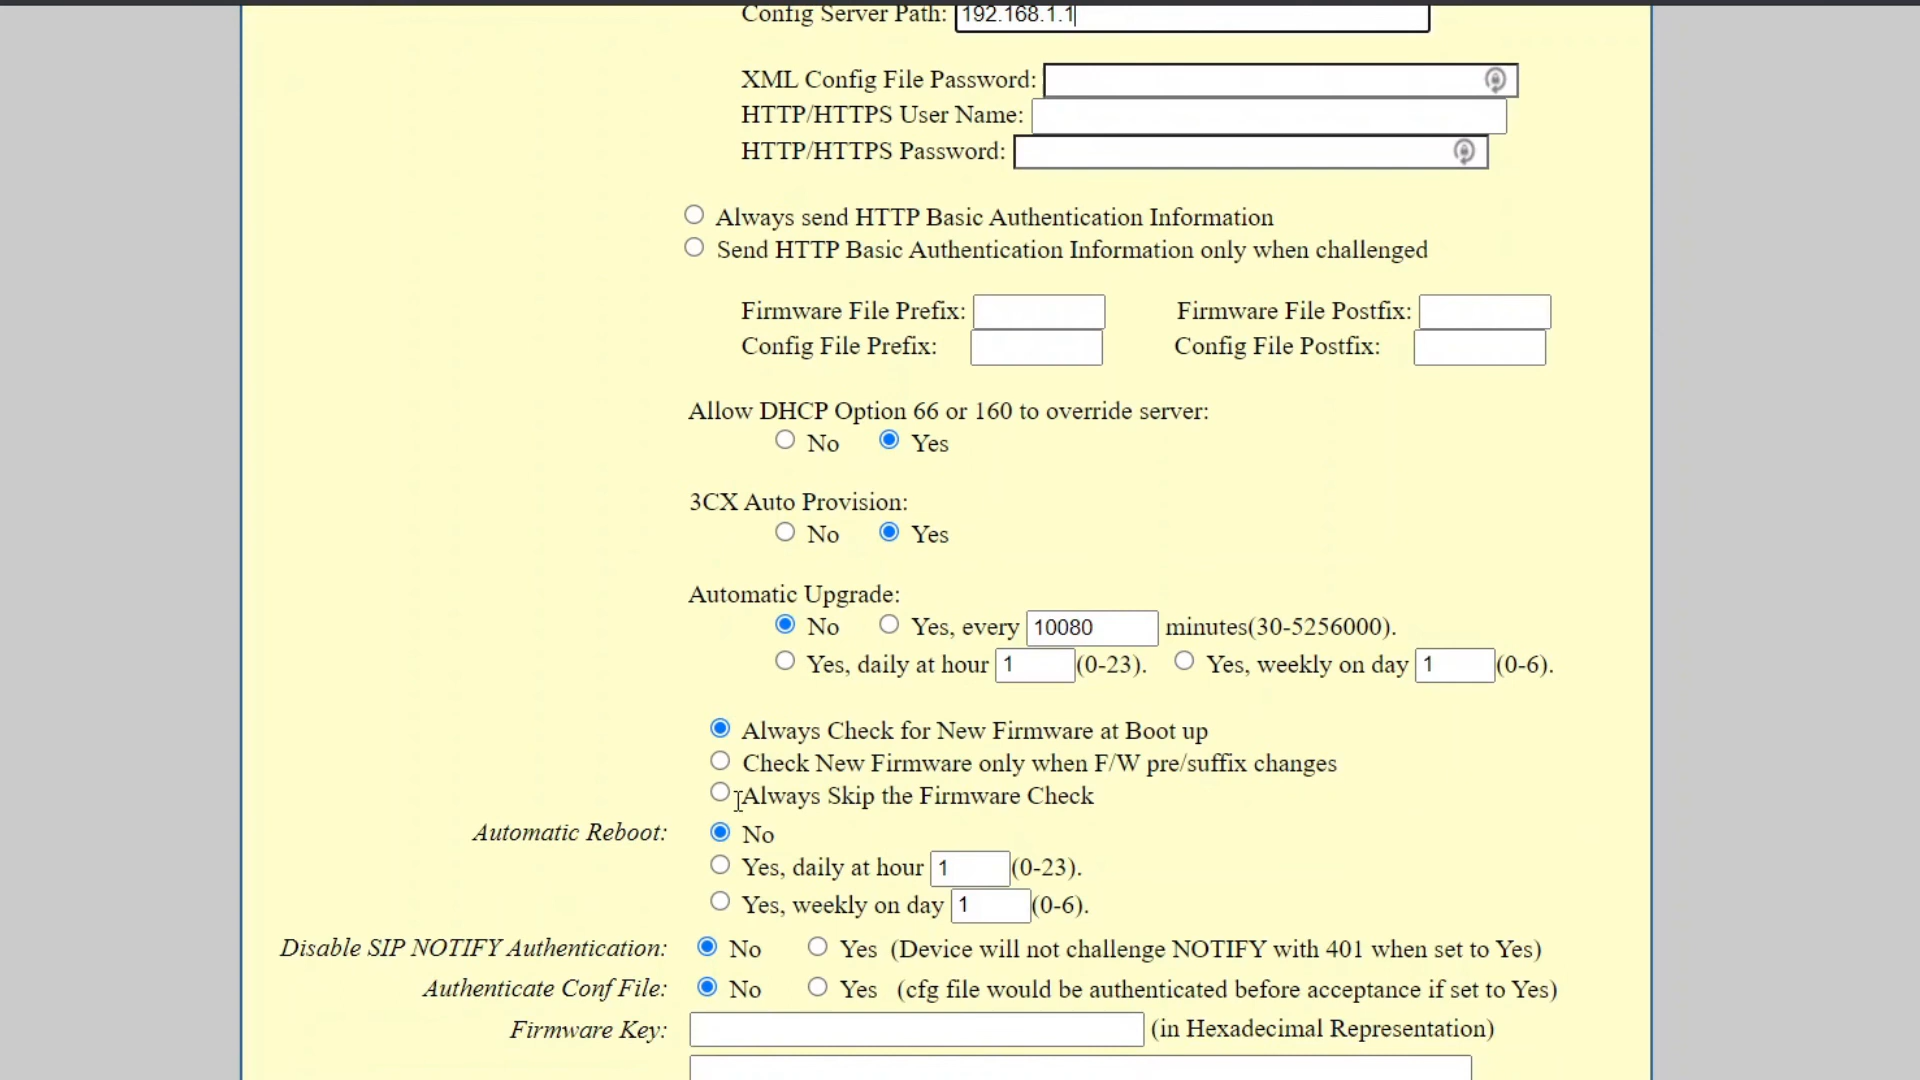 Config Server Path: 192.168.1.1
XML Config File Password:
HTTP/HTTPS User Name:
HTTP/HTTPS Password:
Always send HTTP Basic Authentication Information
Send HTTP Basic Authentication Information only when challenged
Firmware File Prefix: Firmware File Postfix:
Config File Prefix: Config File Postfix:
Allow DHCP Option 66 or 160 to override server:
No Yes
3CX Auto Provision:
No Yes
Automatic Upgrade:
No Yes, every 10080 minutes(30-5256000).
Yes, daily at hour 1 (0-23). Yes, weekly on day 1 (0-6).
Always Check for New Firmware at Boot up
Check New Firmware only when F/W pre/suffix changes
Always Skip the Firmware Check
Automatic Reboot: No
Yes, daily at hour 1 (0-23).
Yes, weekly on day 1 (0-6).
Disable SIP NOTIFY Authentication: No Yes (Device will not challenge NOTIFY with 401 when set to Yes)
Authenticate Conf File: No Yes (cfg file would be authenticated before acceptance if set to Yes)
Firmware Key: (in Hexadecimal Representation)